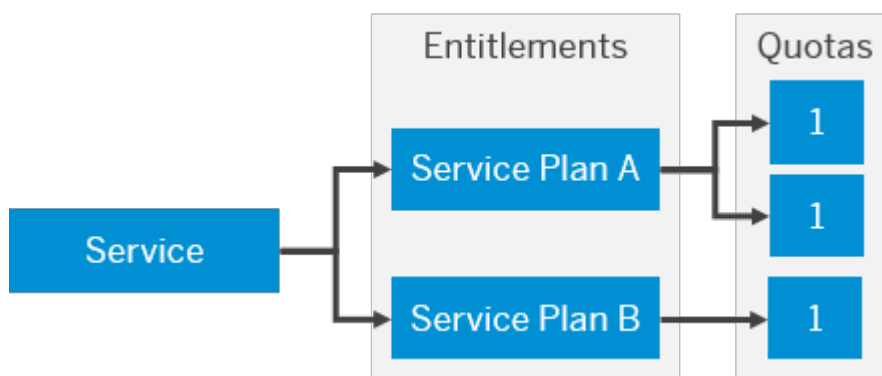 Entitlements
Quotas
Service
Service Plan A
1
1
Service Plan B
1